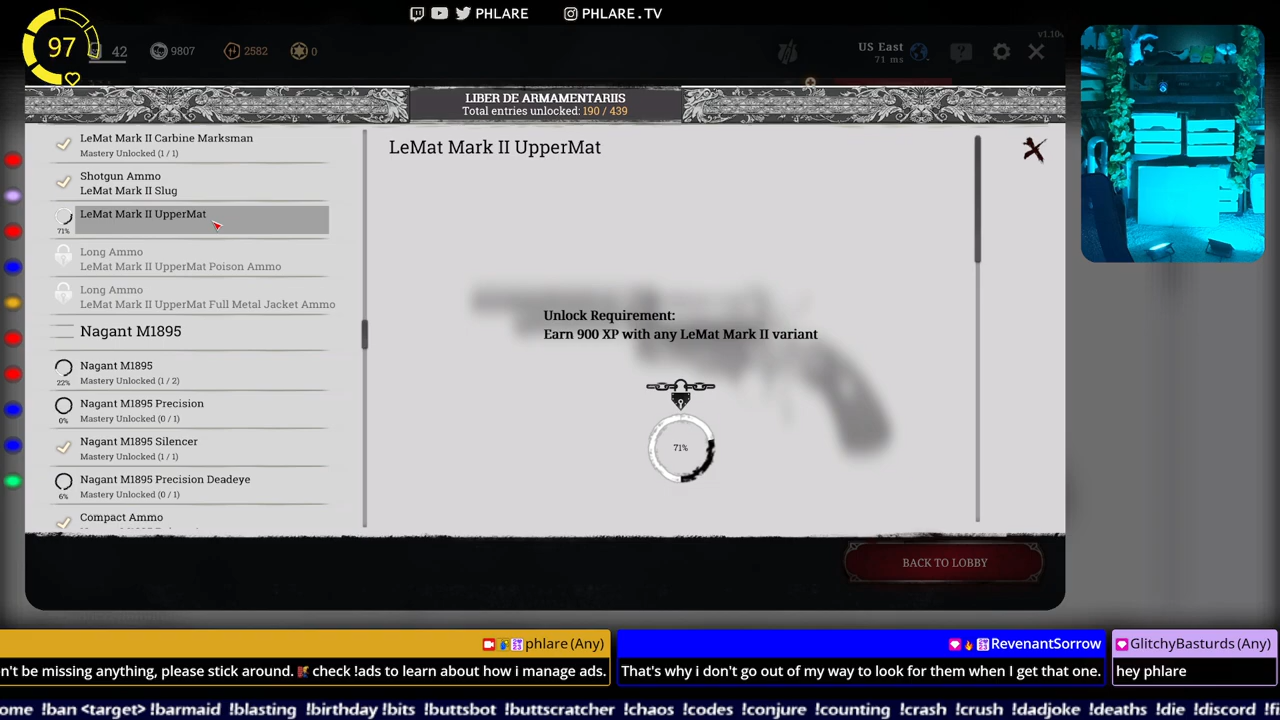 PHLARE
PHLARE.TV
97
42
9807
2582
0
US East
71 ms
LIBER DE ARMAMENTARIIS
Total entries unlocked: 190 / 439
LeMat Mark II Carbine Marksman
Mastery Unlocked (1 / 1)
Shotgun Ammo
LeMat Mark II Slug
LeMat Mark II UpperMat
71%
Long Ammo
LeMat Mark II UpperMat Poison Ammo
Long Ammo
LeMat Mark II UpperMat Full Metal Jacket Ammo
Nagant M1895
Nagant M1895
Mastery Unlocked (1 / 2)
22%
Nagant M1895 Precision
Mastery Unlocked (0 / 1)
0%
Nagant M1895 Silencer
Mastery Unlocked (1 / 1)
Nagant M1895 Precision Deadeye
Mastery Unlocked (0 / 1)
6%
Compact Ammo
LeMat Mark II UpperMat
Unlock Requirement:
Earn 900 XP with any LeMat Mark II variant
71%
BACK TO LOBBY
phlare (Any)
n't be missing anything, please stick around. check !ads to learn about how i manage ads.
RevenantSorrow
That's why i don't go out of my way to look for them when I get that one.
GlitchyBasturds (Any)
hey phlare
ome !ban <target> !barmaid !blasting !birthday !bits !buttsbot !buttscratcher !chaos !codes !conjure !counting !crash !crush !dadjoke !deaths !die !discord !fi